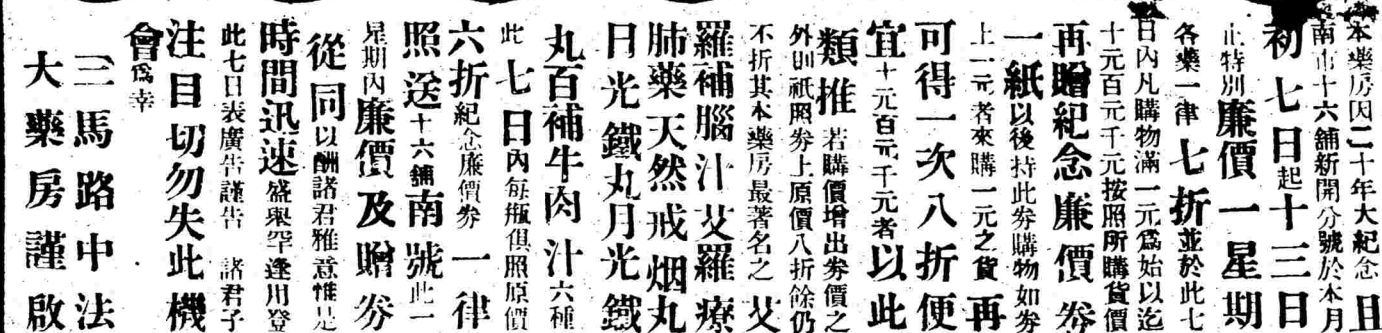 本藥房因二十年大紀念日
南市十六舖新開分號於本月
初七日起十三日
止特別廉價一星期
各藥一律七折並於此七
日內凡購物滿一元爲始以迄
十元百元千元按照所購貨價
再贈紀念廉價券
一紙以後持此券購物如券
上一元者來購一元之貨再
可得一次八折便
宜十元百元千元者以此
類推若購價增出券價之
外則祇照券上原價八折餘仍
不折其本藥房最著名之艾
羅補腦汁艾羅療
肺藥天然戒烟丸
日光鐵丸月光鐵
丸百補牛肉汁六種
此七日內每瓶俱照原價
六折紀念廉價券一律
照送十六舖南號此一
星期內廉價及贈券
從同以酬諸君雅意惟是
時間迅速盛舉罕逢用登
此七日表廣告謹告諸君子
注目切勿失此機
會爲幸
三馬路中法
大藥房謹啟